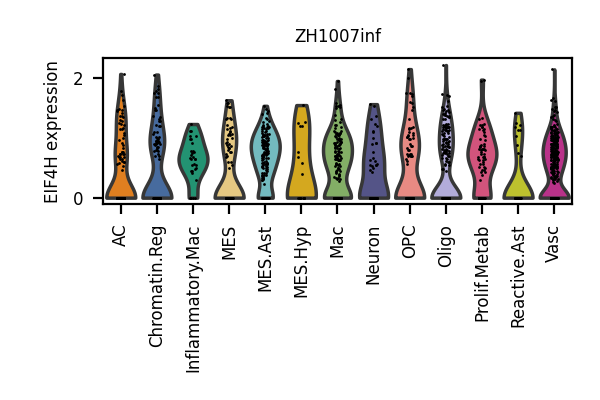 ZH1007inf
EIF4H expression
2
0
AC
Chromatin.Reg
Inflammatory.Mac
MES
MES.Ast
MES.Hyp
Mac
Neuron
OPC
Oligo
Prolif.Metab
Reactive.Ast
Vasc